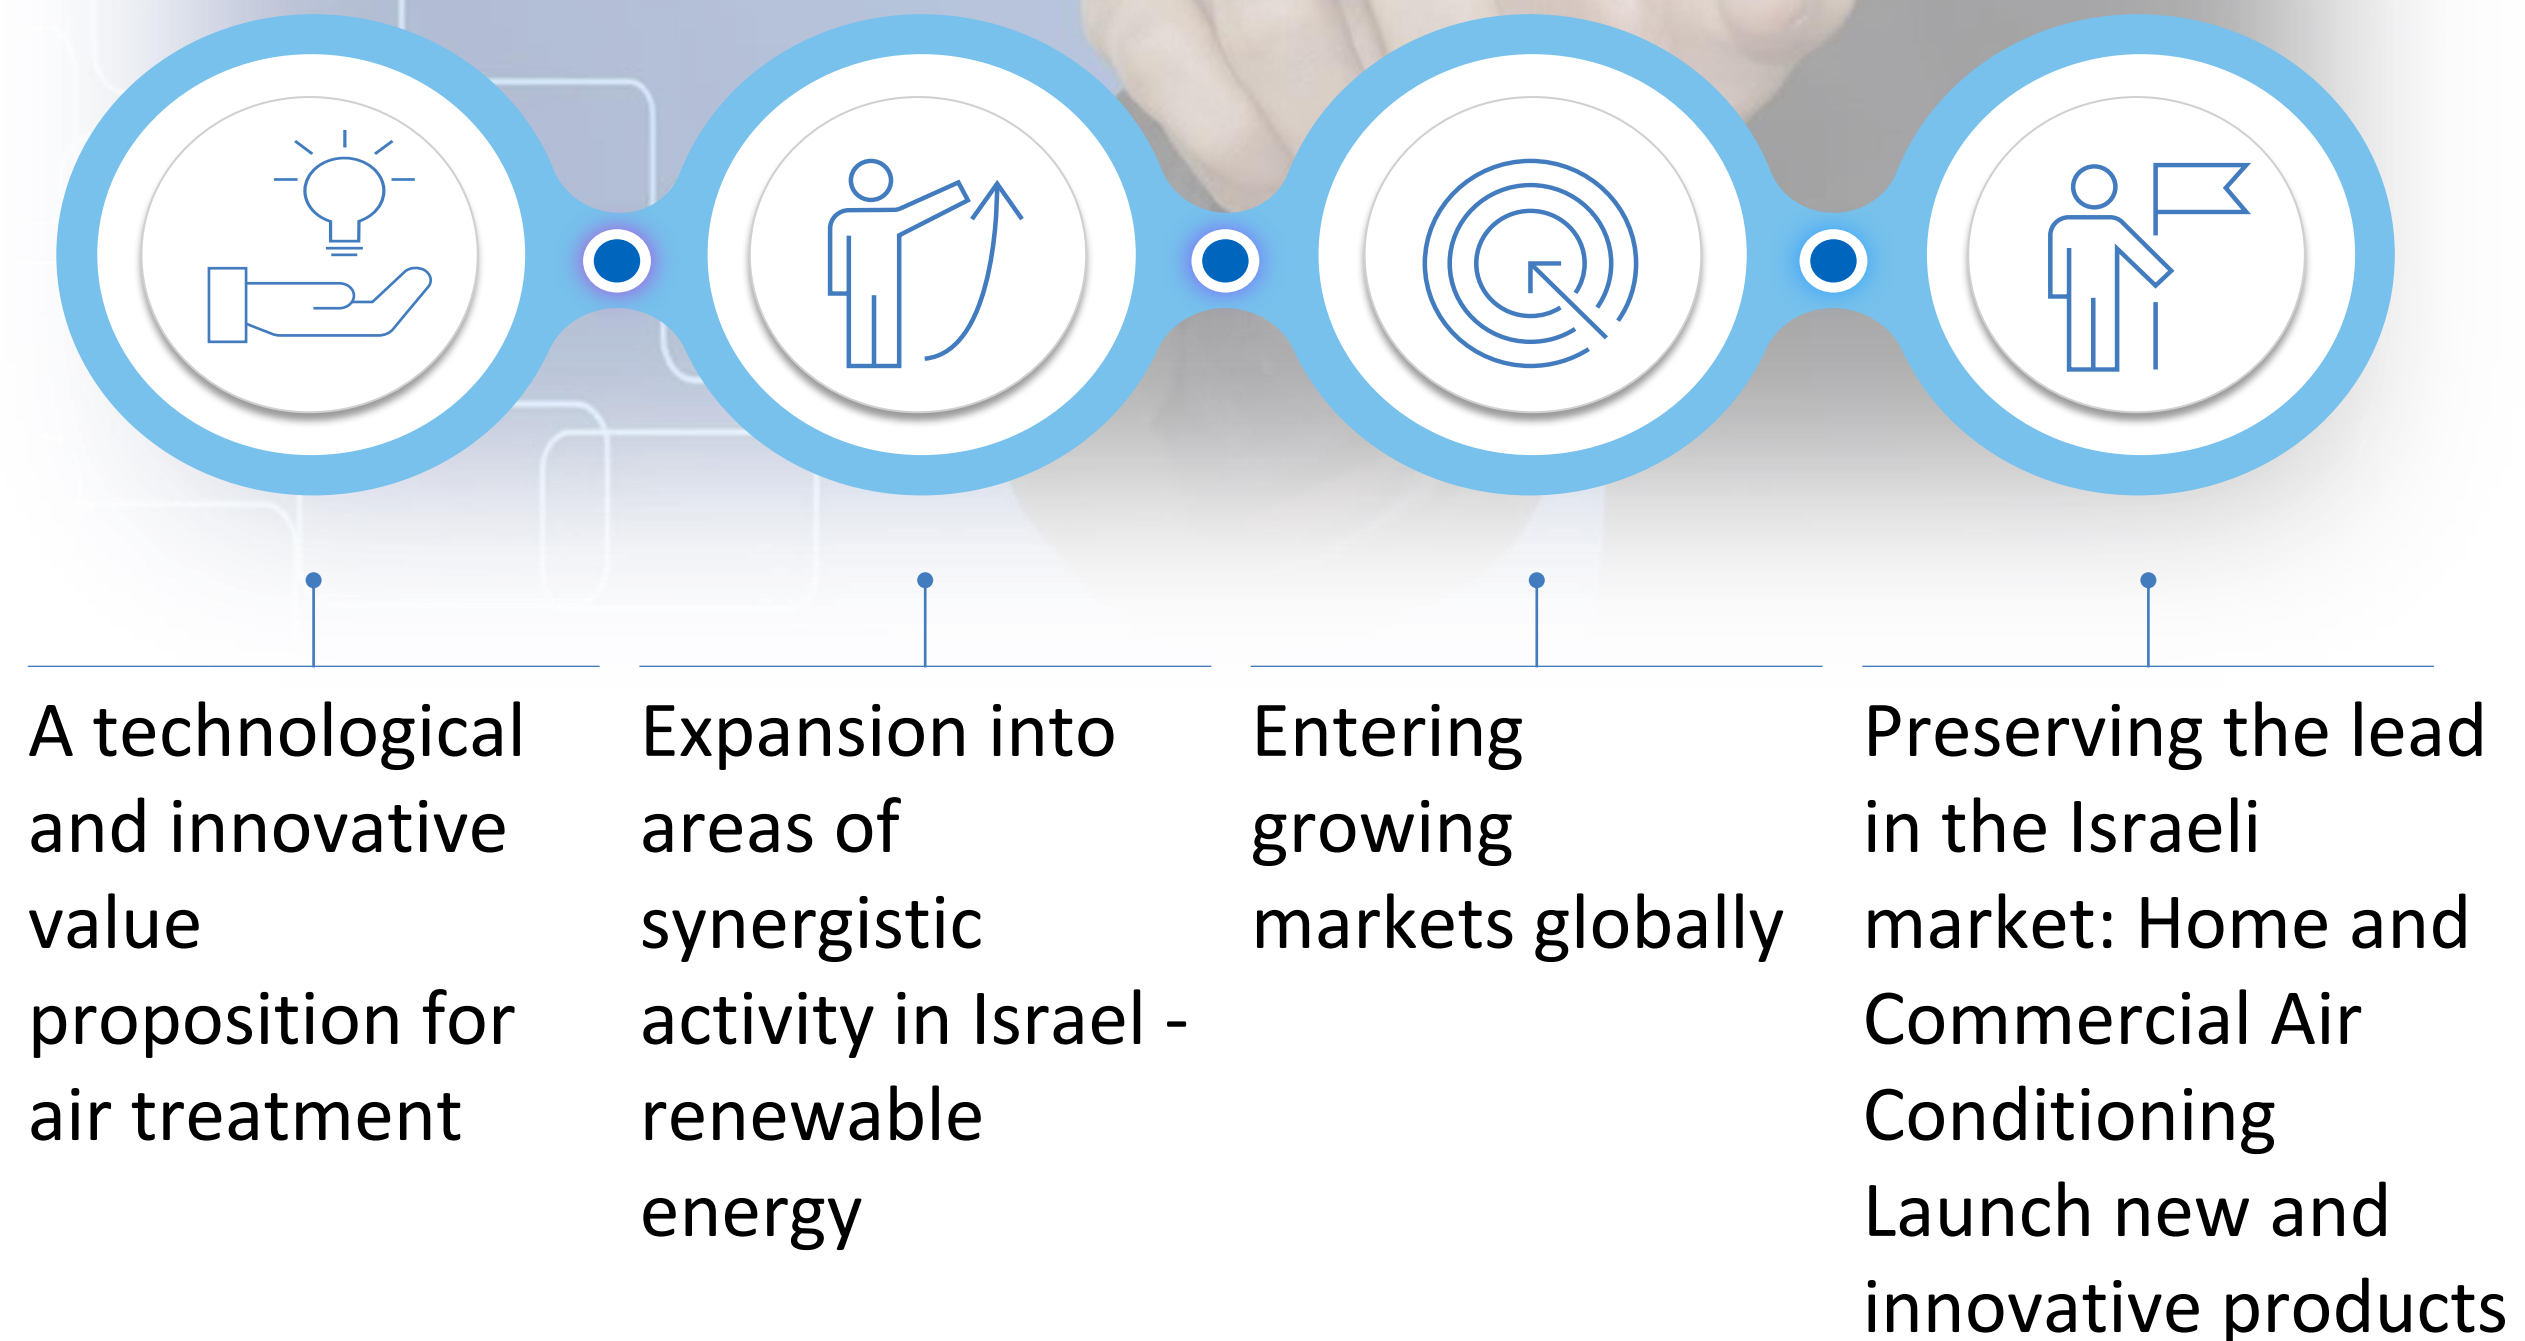 A technological
and innovative
value
proposition for
air treatment
Expansion into
areas of
synergistic
activity in Israel -
renewable
energy
Entering
growing
markets globally
Preserving the lead
in the Israeli
market: Home and
Commercial Air
Conditioning
Launch new and
innovative products